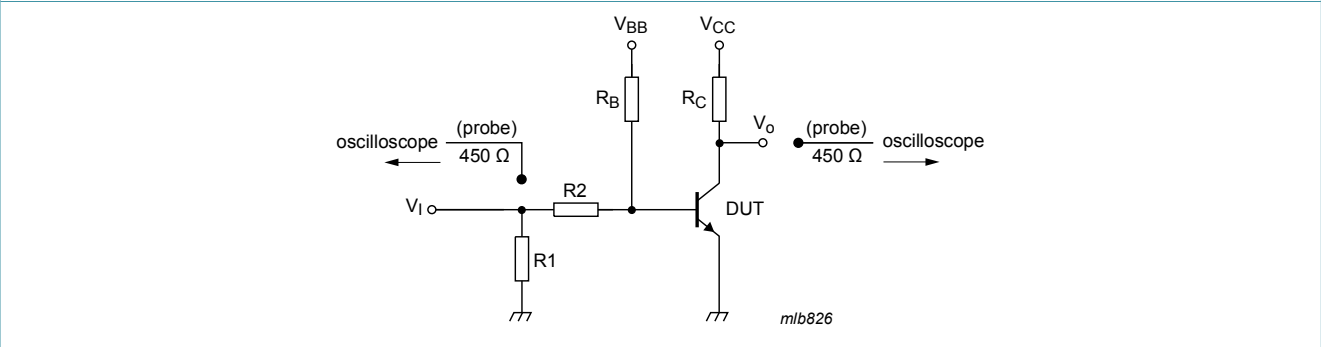 VBB
VCC
RB
RC
Vo
(probe)
450 Ω
oscilloscope
(probe)
450 Ω
oscilloscope
R2
VI
DUT
R1
mlb826